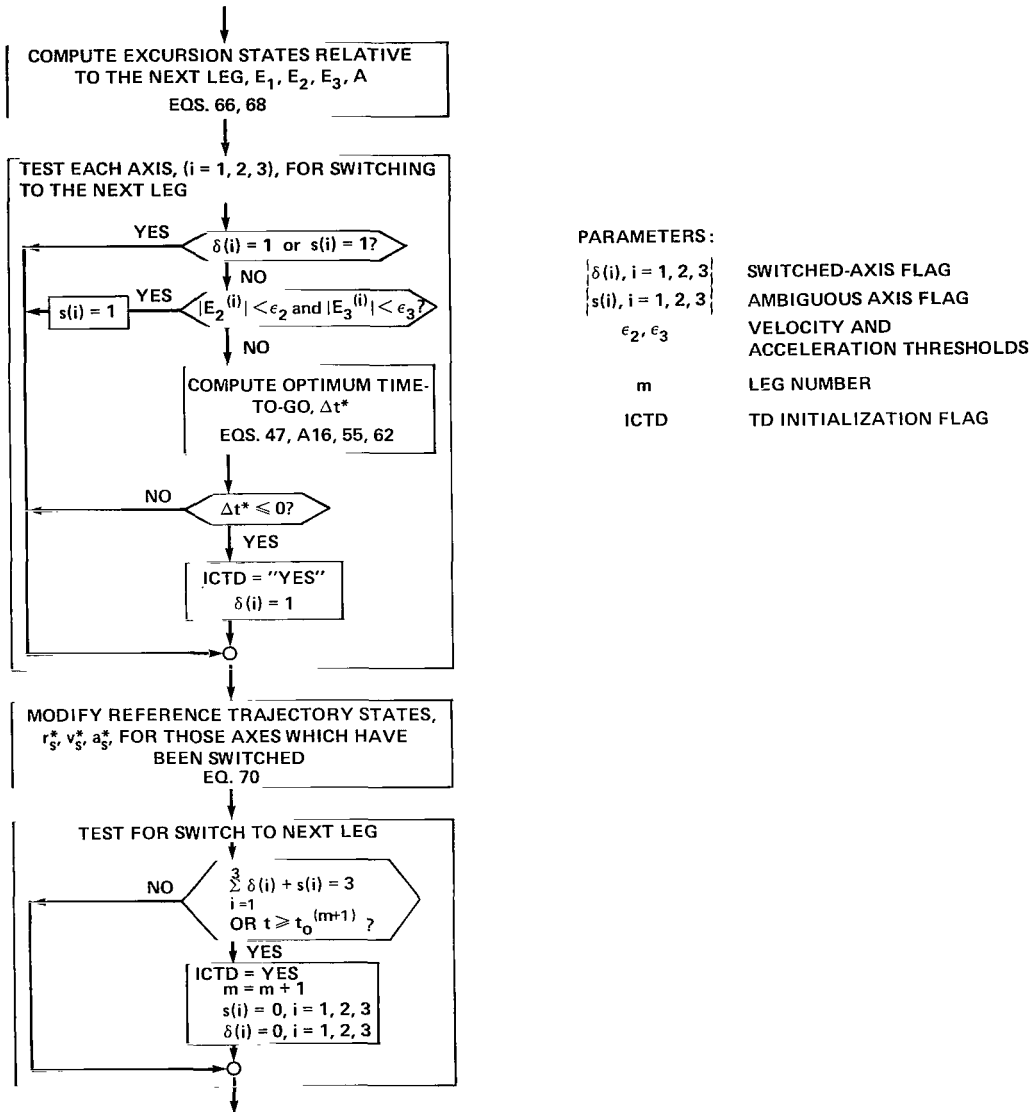 COMPUTE EXCURSION STATES RELATIVE
TO THE NEXT LEG, E₁, E₂, E₃, A
EQS. 66, 68
TEST EACH AXIS, (i = 1, 2, 3), FOR SWITCHING
TO THE NEXT LEG
YES
δ(i) = 1 or s(i) = 1?
NO
s(i) = 1
YES
|E₂⁽ⁱ⁾| < ϵ₂ and |E₃⁽ⁱ⁾| < ϵ₃?
NO
COMPUTE OPTIMUM TIME-
TO-GO, Δt*
EQS. 47, A16, 55, 62
NO
Δt* ⩽ 0?
YES
ICTD = "YES"
δ(i) = 1
MODIFY REFERENCE TRAJECTORY STATES,
r*ₛ, v*ₛ, a*ₛ, FOR THOSE AXES WHICH HAVE
BEEN SWITCHED
EQ. 70
TEST FOR SWITCH TO NEXT LEG
NO
3
Σ δ(i) + s(i) = 3
i=1
OR t ⩾ t₀⁽ᵐ⁺¹⁾ ?
YES
ICTD = YES
m = m + 1
s(i) = 0, i = 1, 2, 3
δ(i) = 0, i = 1, 2, 3
PARAMETERS:
{δ(i), i = 1, 2, 3} SWITCHED-AXIS FLAG
{s(i), i = 1, 2, 3} AMBIGUOUS AXIS FLAG
ϵ₂, ϵ₃ VELOCITY AND
ACCELERATION THRESHOLDS
m LEG NUMBER
ICTD TD INITIALIZATION FLAG